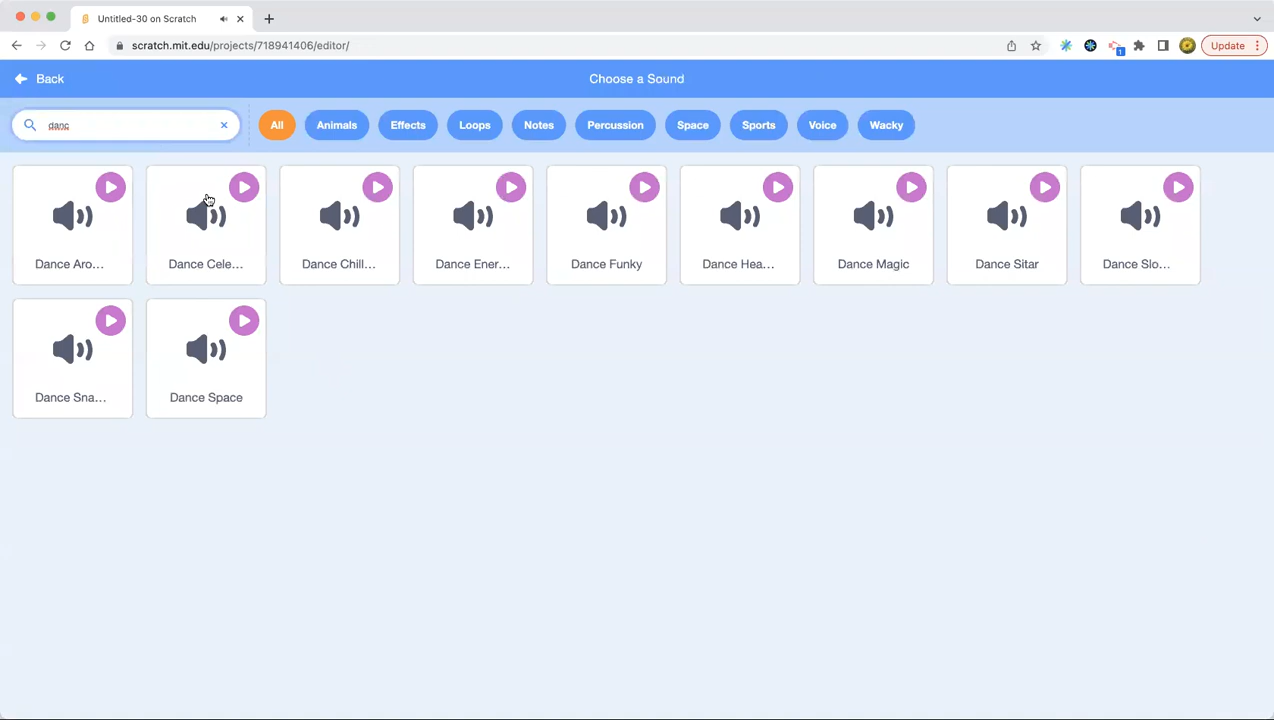 Untitled-30 on Scratch
scratch.mit.edu/projects/718941406/editor/
1
Update
Back
Choose a Sound
danc
All
Animals
Effects
Loops
Notes
Percussion
Space
Sports
Voice
Wacky
Dance Aro...
Dance Cele...
Dance Chill...
Dance Ener...
Dance Funky
Dance Hea...
Dance Magic
Dance Sitar
Dance Slo...
Dance Sna...
Dance Space